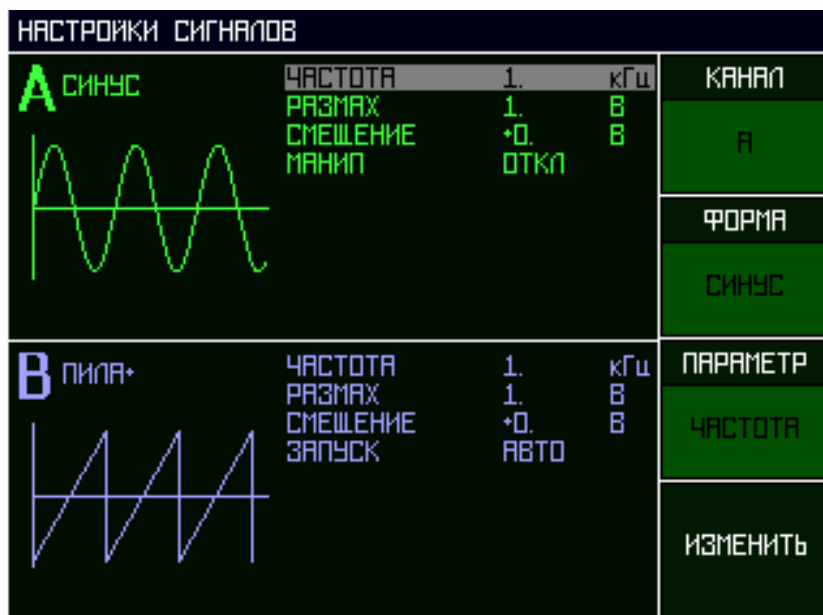 НАСТРОЙКИ СИГНАЛОВ
А СИНУС
ЧАСТОТА 1. кГц
РАЗМАХ 1. В
СМЕЩЕНИЕ +0. В
МАНИП ОТКЛ
B ПИЛА+
ЧАСТОТА 1. кГц
РАЗМАХ 1. В
СМЕЩЕНИЕ +0. В
ЗАПУСК АВТО
КАНАЛ
А
ФОРМА
СИНУС
ПАРАМЕТР
ЧАСТОТА
ИЗМЕНИТЬ